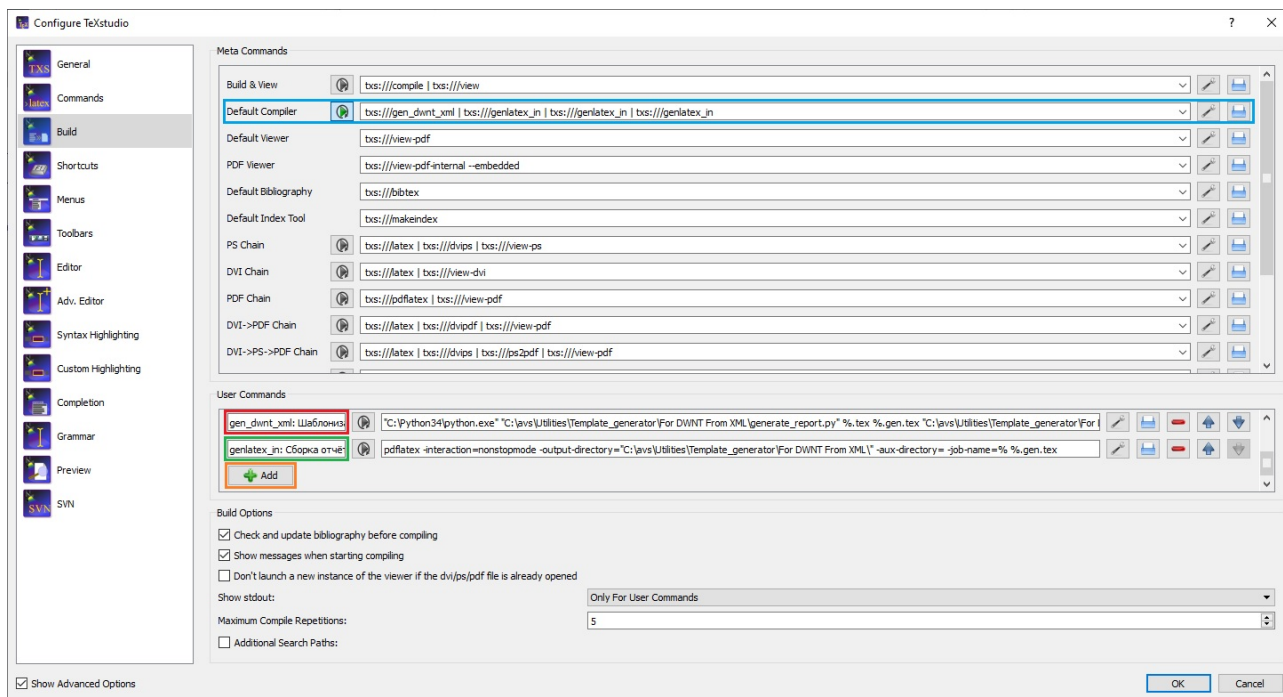 Configure TeXstudio
General
Commands
Build
Shortcuts
Menus
Toolbars
Editor
Adv. Editor
Syntax Highlighting
Custom Highlighting
Completion
Grammar
Preview
SVN
Meta Commands
Build & View txs:///compile | txs:///view
Default Compiler txs:///gen_dwnt_xml | txs:///genlatex_in | txs:///genlatex_in | txs:///genlatex_in
Default Viewer txs:///view-pdf
PDF Viewer txs:///view-pdf-internal --embedded
Default Bibliography txs:///bibtex
Default Index Tool txs:///makeindex
PS Chain txs:///latex | txs:///dvips | txs:///view-ps
DVI Chain txs:///latex | txs:///view-dvi
PDF Chain txs:///pdflatex | txs:///view-pdf
DVI->PDF Chain txs:///latex | txs:///dvipdf | txs:///view-pdf
DVI->PS->PDF Chain txs:///latex | txs:///dvips | txs:///ps2pdf | txs:///view-pdf
User Commands
gen_dwnt_xml: Шаблониз "C:\Python34\python.exe" "C:\avs\Utilities\Template_generator\For DWNT From XML\generate_report.py" %.tex %.gen.tex "C:\avs\Utilities\Template_generator\For
genlatex_in: Сборка отчёт pdflatex -interaction=nonstopmode -output-directory="C:\avs\Utilities\Template_generator\For DWNT From XML\" -aux-directory= -job-name=% %.gen.tex
Add
Build Options
Check and update bibliography before compiling
Show messages when starting compiling
Don't launch a new instance of the viewer if the dvi/ps/pdf file is already opened
Show stdout: Only For User Commands
Maximum Compile Repetitions: 5
Additional Search Paths:
Show Advanced Options
OK Cancel